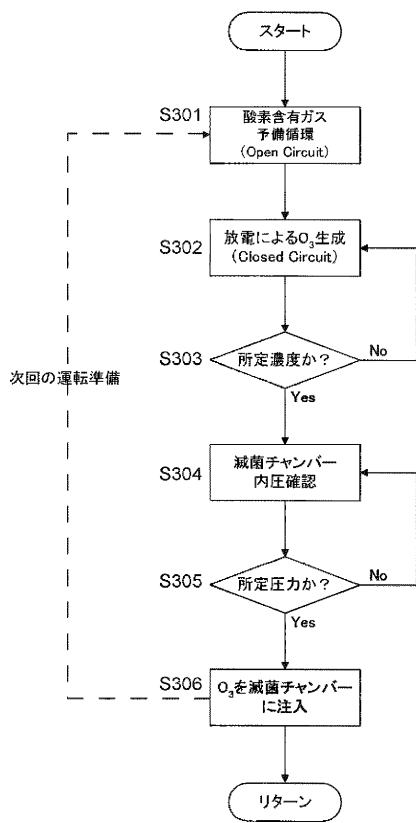 スタート
S301
酸素含有ガス
予備循環
(Open Circuit)
S302
放電によるO₃生成
(Closed Circuit)
S303
所定濃度か？
No
次回の運転準備
Yes
S304
滅菌チャンバー
内圧確認
S305
所定圧力か？
No
Yes
S306
O₃を滅菌チャンバー
に注入
リターン